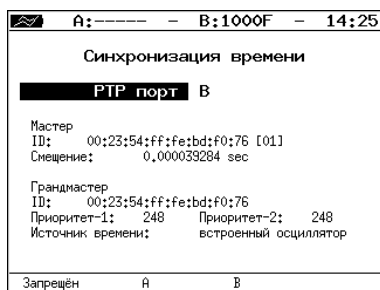 A:----- - B:1000F - 14:25
Синхронизация времени
PTP порт B
Мастер
ID: 00:23:54:ff:fe:bd:f0:76 [01]
Смещение: 0,000039284 sec
Грандмастер
ID: 00:23:54:ff:fe:bd:f0:76
Приоритет-1: 248 Приоритет-2: 248
Источник времени: встроенный осциллятор
Запрещён A B